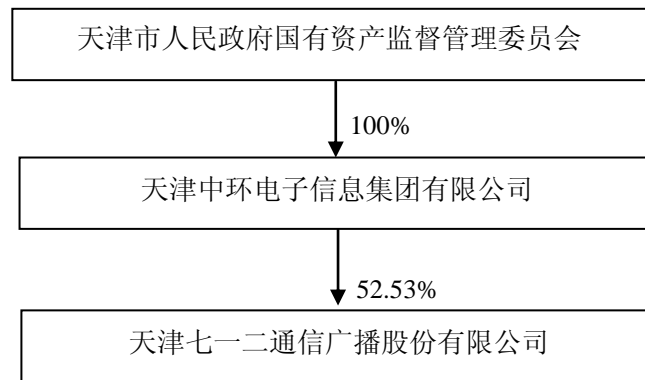 天津市人民政府国有资产监督管理委员会
100%
天津中环电子信息集团有限公司
52.53%
天津七一二通信广播股份有限公司